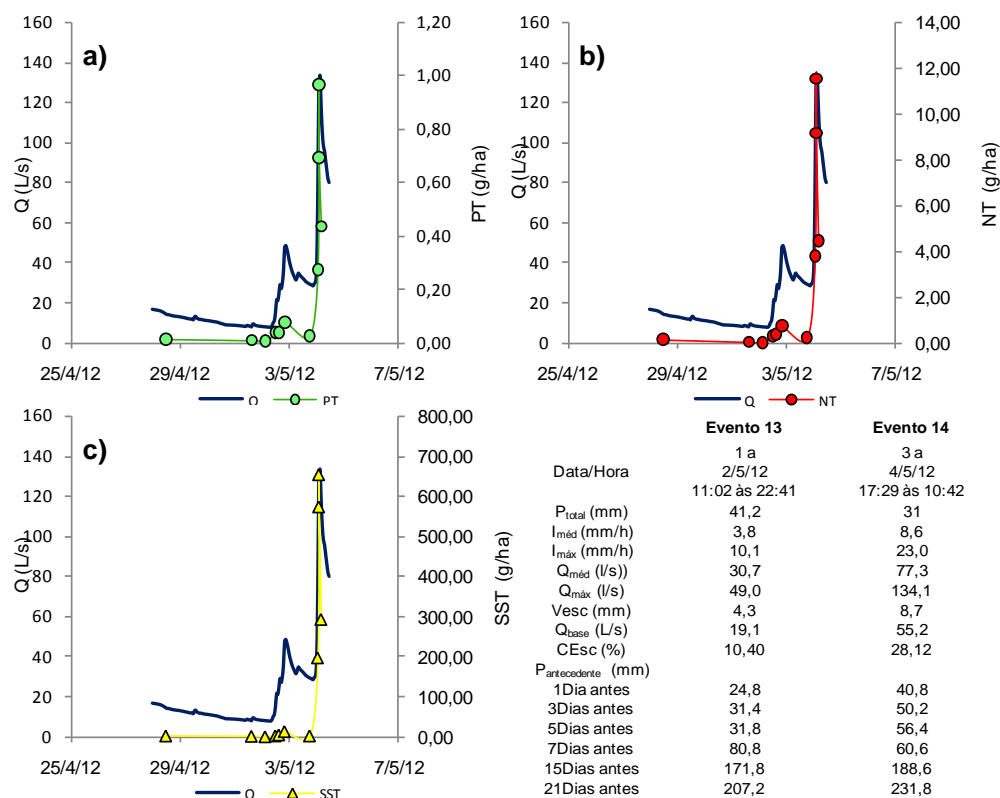 a)
Q (L/s)
160
140
120
100
80
60
40
20
0
1,20
1,00
0,80
0,60
0,40
0,20
0,00
PT (g/ha)
25/4/12 29/4/12 3/5/12 7/5/12
Q PT
b)
Q (L/s)
160
140
120
100
80
60
40
20
0
14,00
12,00
10,00
8,00
6,00
4,00
2,00
0,00
NT (g/ha)
25/4/12 29/4/12 3/5/12 7/5/12
Q NT
c)
Q (L/s)
160
140
120
100
80
60
40
20
0
800,00
700,00
600,00
500,00
400,00
300,00
200,00
100,00
0,00
SST (g/ha)
25/4/12 29/4/12 3/5/12 7/5/12
Q SST
Evento 13 Evento 14
1 a 3 a
Data/Hora 2/5/12 4/5/12
11:02 às 22:41 17:29 às 10:42
Ptotal (mm) 41,2 31
Iméd (mm/h) 3,8 8,6
Imáx (mm/h) 10,1 23,0
Qméd (l/s)) 30,7 77,3
Qmáx (l/s) 49,0 134,1
Vesc (mm) 4,3 8,7
Qbase (L/s) 19,1 55,2
CEsc (%) 10,40 28,12
Pantecedente (mm)
1Dia antes 24,8 40,8
3Dias antes 31,4 50,2
5Dias antes 31,8 56,4
7Dias antes 80,8 60,6
15Dias antes 171,8 188,6
21Dias antes 207,2 231,8